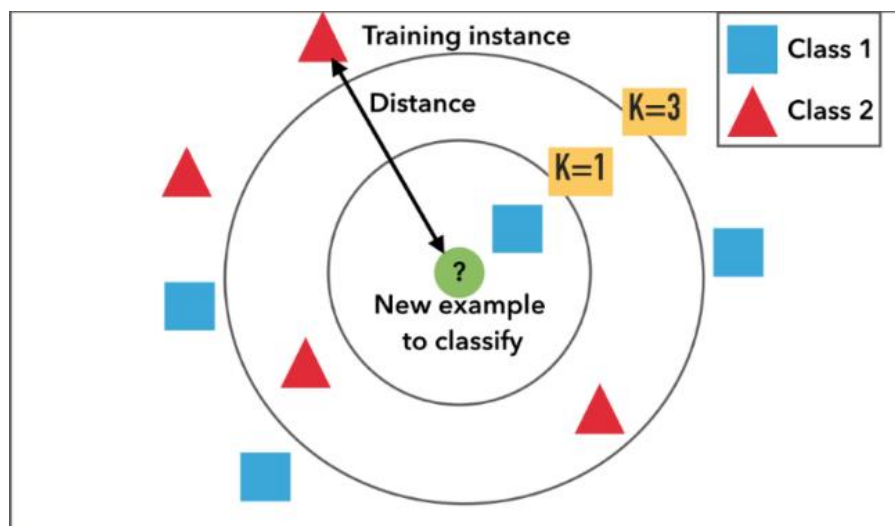 Training instance
Distance
K=3
K=1
Class 1
Class 2
?
New example
to classify